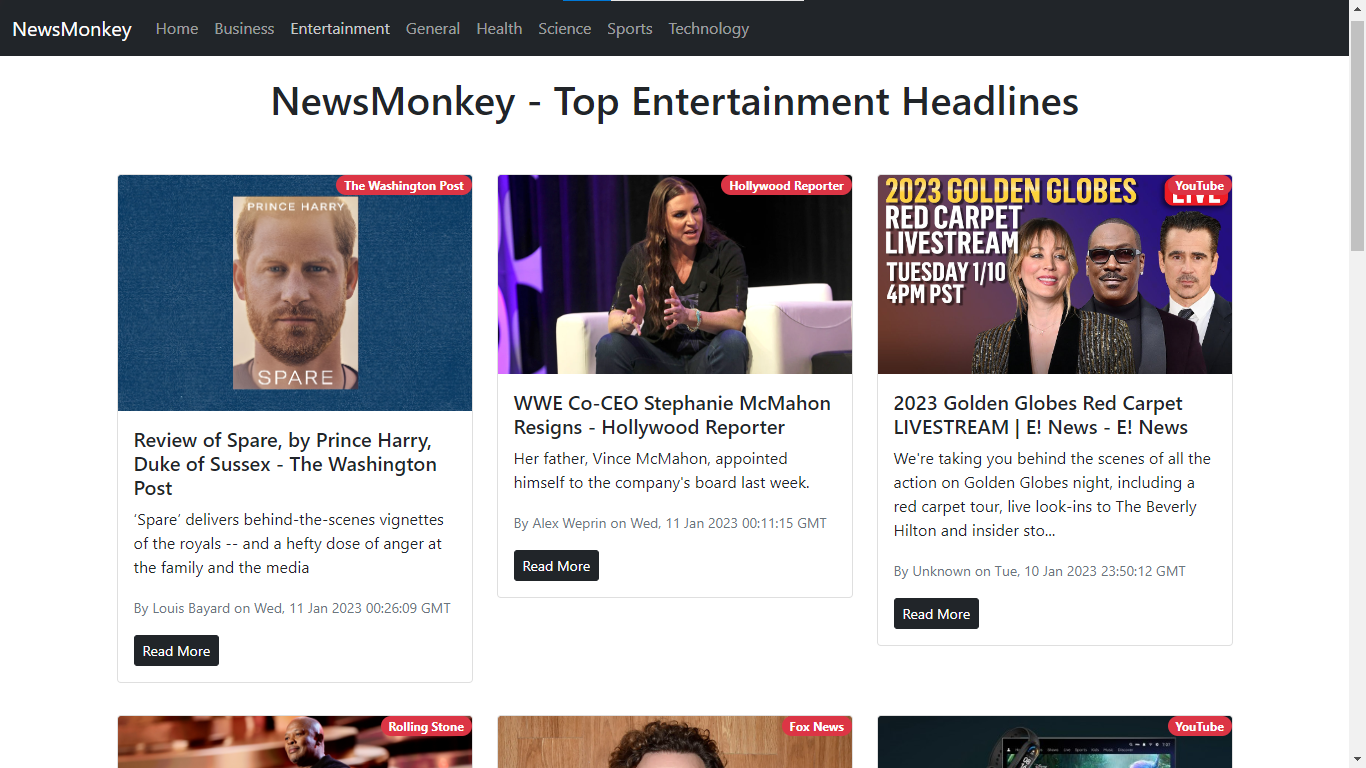 NewsMonkey Home Business Entertainment General Health Science Sports Technology
NewsMonkey - Top Entertainment Headlines
The Washington Post
PRINCE HARRY
SPARE
Review of Spare, by Prince Harry,
Duke of Sussex - The Washington
Post
‘Spare’ delivers behind-the-scenes vignettes
of the royals -- and a hefty dose of anger at
the family and the media
By Louis Bayard on Wed, 11 Jan 2023 00:26:09 GMT
Read More
Hollywood Reporter
WWE Co-CEO Stephanie McMahon
Resigns - Hollywood Reporter
Her father, Vince McMahon, appointed
himself to the company's board last week.
By Alex Weprin on Wed, 11 Jan 2023 00:11:15 GMT
Read More
YouTube
LIVE
2023 GOLDEN GLOBES
RED CARPET
LIVESTREAM
TUESDAY 1/10
4PM PST
2023 Golden Globes Red Carpet
LIVESTREAM | E! News - E! News
We're taking you behind the scenes of all the
action on Golden Globes night, including a
red carpet tour, live look-ins to The Beverly
Hilton and insider sto...
By Unknown on Tue, 10 Jan 2023 23:50:12 GMT
Read More
Rolling Stone
Fox News
YouTube